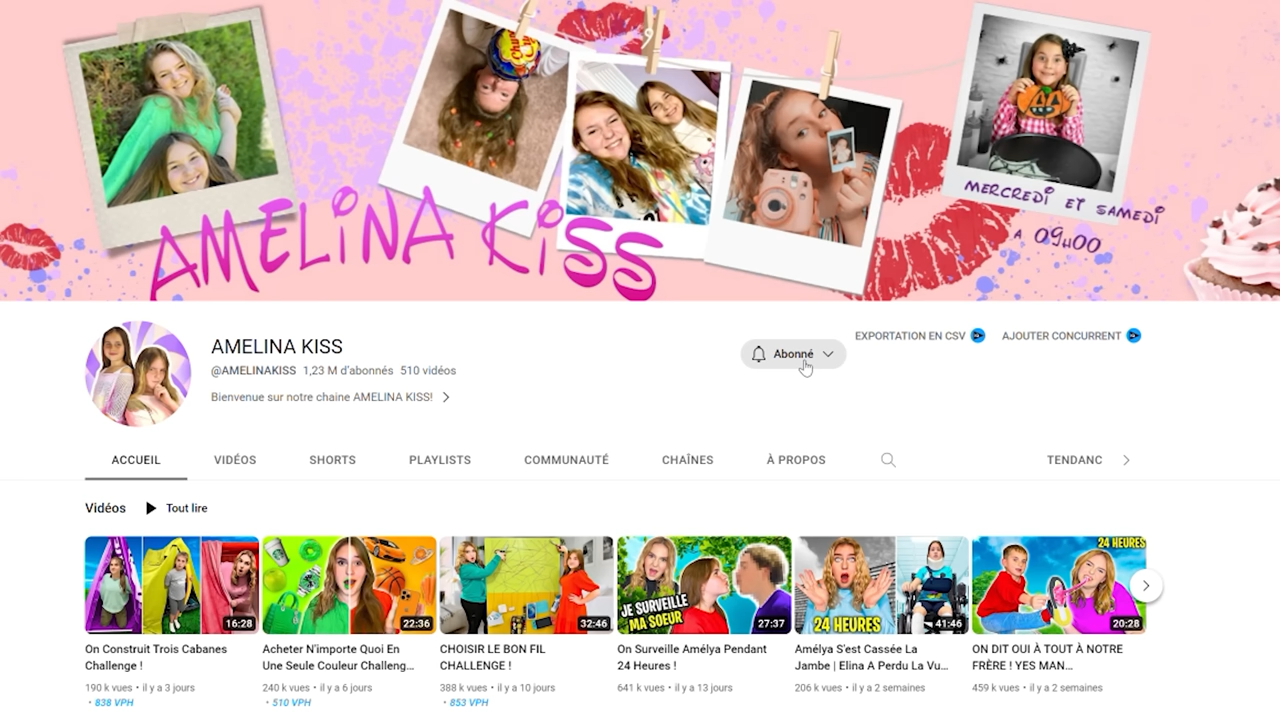 Chupa Chups
AMELINA KISS
MERCREDI ET SAMEDI
A 09H00
AMELINA KISS
@AMELINAKISS 1,23 M d'abonnés 510 vidéos
Bienvenue sur notre chaine AMELINA KISS!
Abonné
EXPORTATION EN CSV
AJOUTER CONCURRENT
ACCUEIL VIDÉOS SHORTS PLAYLISTS COMMUNAUTÉ CHAÎNES À PROPOS TENDANC
Vidéos Tout lire
16:28
22:36
32:46
JE SURVEILLE
MA SOEUR
27:37
24 HEURES
41:46
24 HEURES
20:28
On Construit Trois Cabanes
Challenge !
190 k vues • il y a 3 jours
• 838 VPH
Acheter N'importe Quoi En
Une Seule Couleur Challeng...
240 k vues • il y a 6 jours
• 510 VPH
CHOISIR LE BON FIL
CHALLENGE !
388 k vues • il y a 10 jours
• 853 VPH
On Surveille Amélya Pendant
24 Heures !
641 k vues • il y a 13 jours
Amélya S'est Cassée La
Jambe | Elina A Perdu La Vu...
206 k vues • il y a 2 semaines
ON DIT OUI À TOUT À NOTRE
FRÈRE ! YES MAN...
459 k vues • il y a 2 semaines